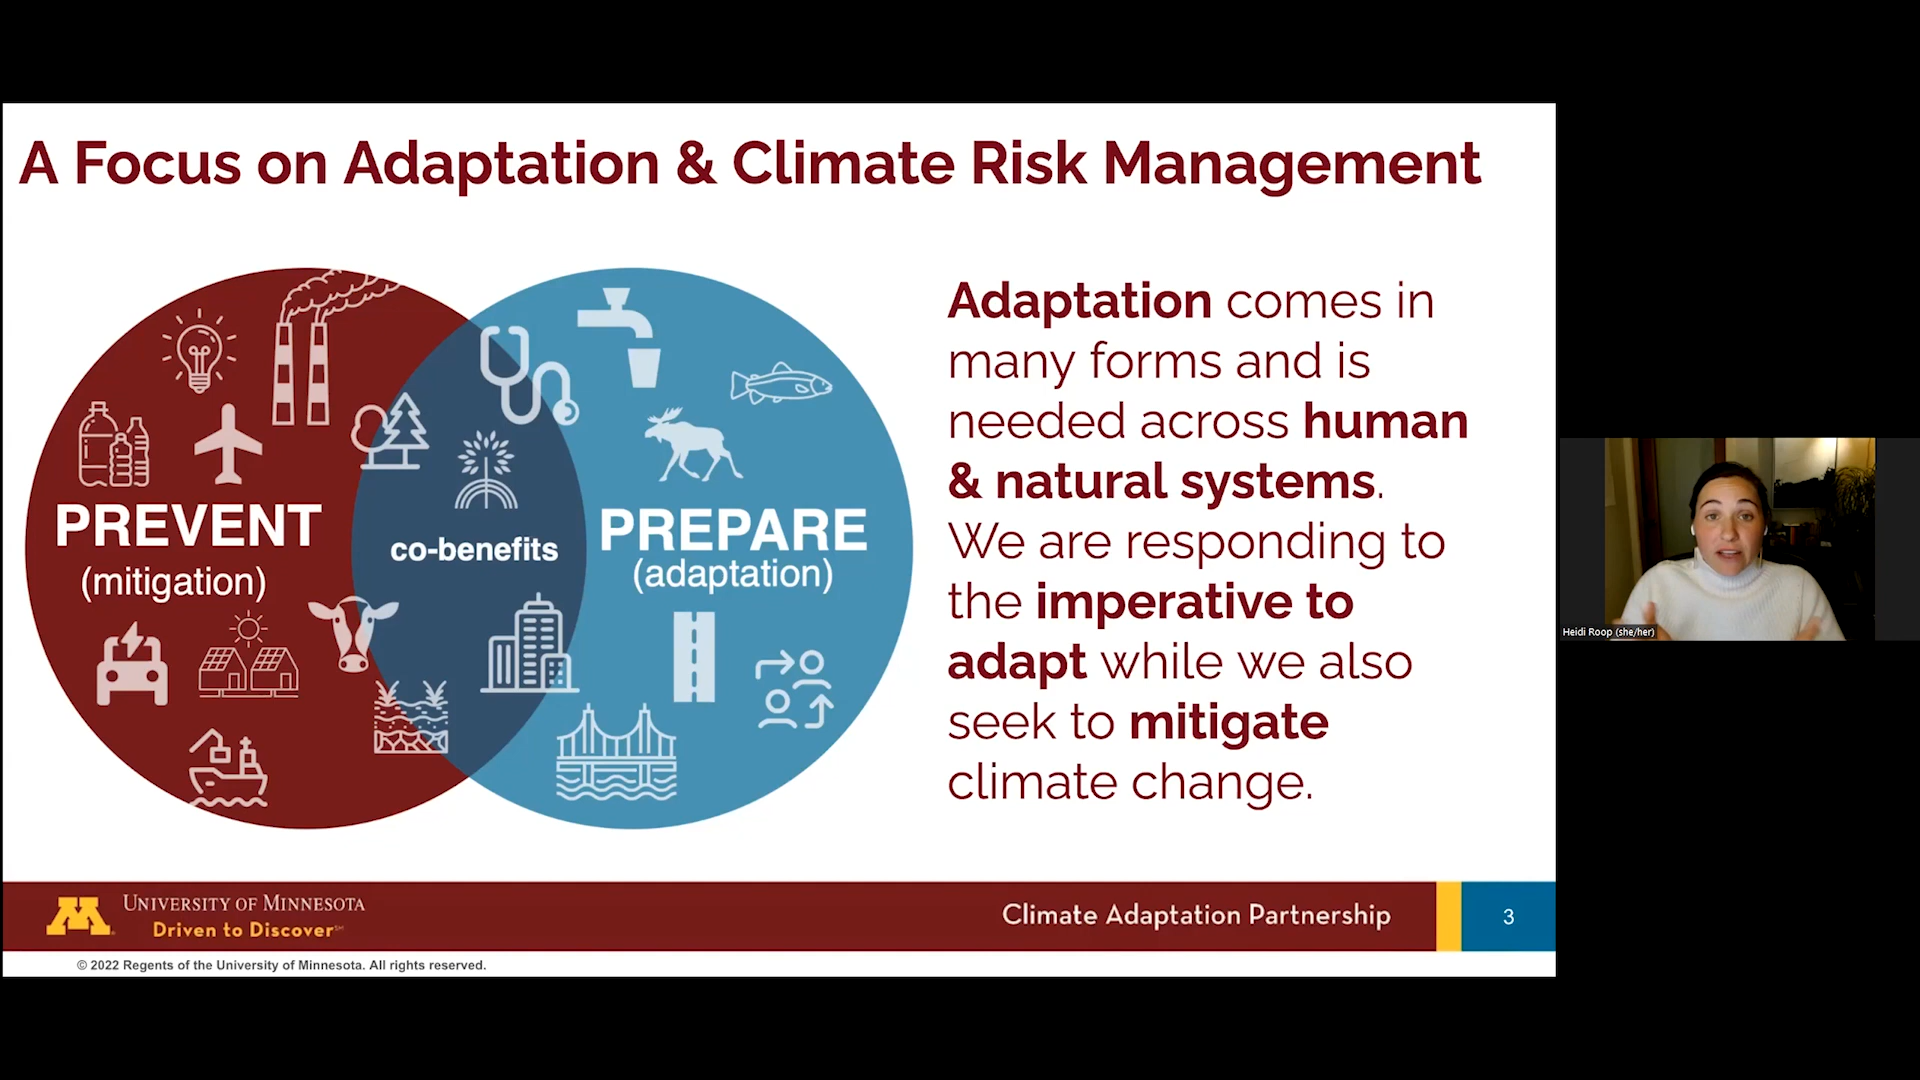 A Focus on Adaptation & Climate Risk Management
PREVENT
(mitigation)
co-benefits
PREPARE
(adaptation)
Adaptation comes in
many forms and is
needed across human
& natural systems.
We are responding to
the imperative to
adapt while we also
seek to mitigate
climate change.
Heidi Roop (she/her)
UNIVERSITY OF MINNESOTA
Driven to Discover℠
Climate Adaptation Partnership
3
© 2022 Regents of the University of Minnesota. All rights reserved.